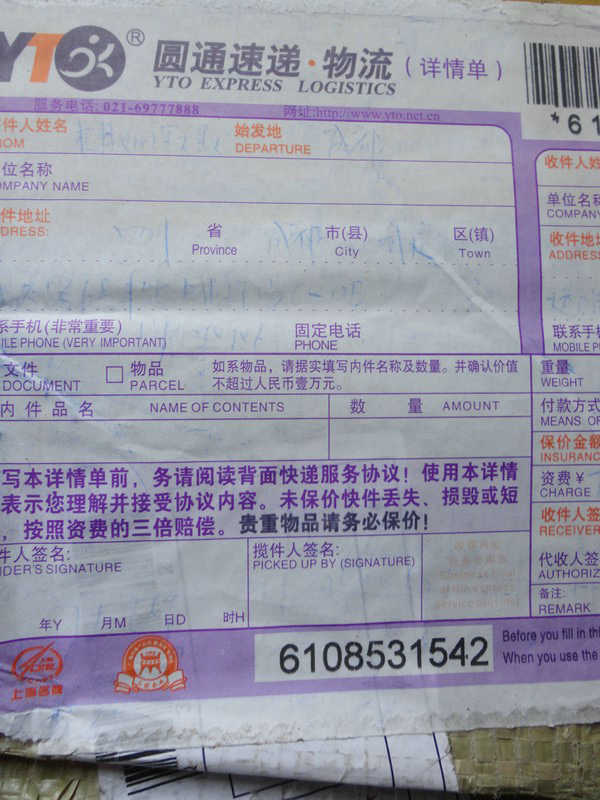 YTO ® 圆通速递·物流(详情单)
YTO EXPRESS LOGISTICS
服务电话: 021-69777888 网址:http://www.yto.net.cn
*61
件人姓名 始发地 成都 收件人姓
ROM DEPARTURE
位名称 单位名称
OMPANY NAME COMPANY
件地址 收件地址
DRESS: 四川 省 成都 市(县) 区(镇) ADDRESS
Province City Town
系手机(非常重要) 固定电话 联系手机
BILE PHONE (VERY IMPORTANT) PHONE MOBILE P
文件 物品 如系物品，请据实填写内件名称及数量。并确认价值 重量
DOCUMENT PARCEL 不超过人民币壹万元。 WEIGHT
内件品名 NAME OF CONTENTS 数 量 AMOUNT 付款方式
MEANS OF
保价金额
INSURANC
写本详情单前，务请阅读背面快递服务协议！使用本详情 资费¥
表示您理解并接受协议内容。未保价快件丢失、损毁或短 CHARGE
，按照资费的三倍赔偿。贵重物品请务必保价！ 收件人签
RECEIVER
件人签名: 揽件人签名: 代收人签
NDER'S SIGNATURE PICKED UP BY (SIGNATURE) AUTHORIZ
备注:
年Y 月M 日D 时H REMARK
上海名牌 6108531542 Before you fill in thi
When you use the